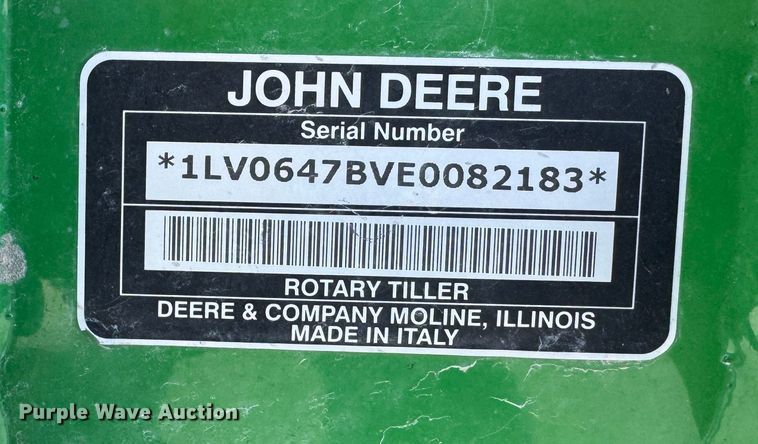 JOHN DEERE
Serial Number
*1LV0647BVE0082183*
ROTARY TILLER
DEERE & COMPANY MOLINE, ILLINOIS
MADE IN ITALY
Purple Wave Auction